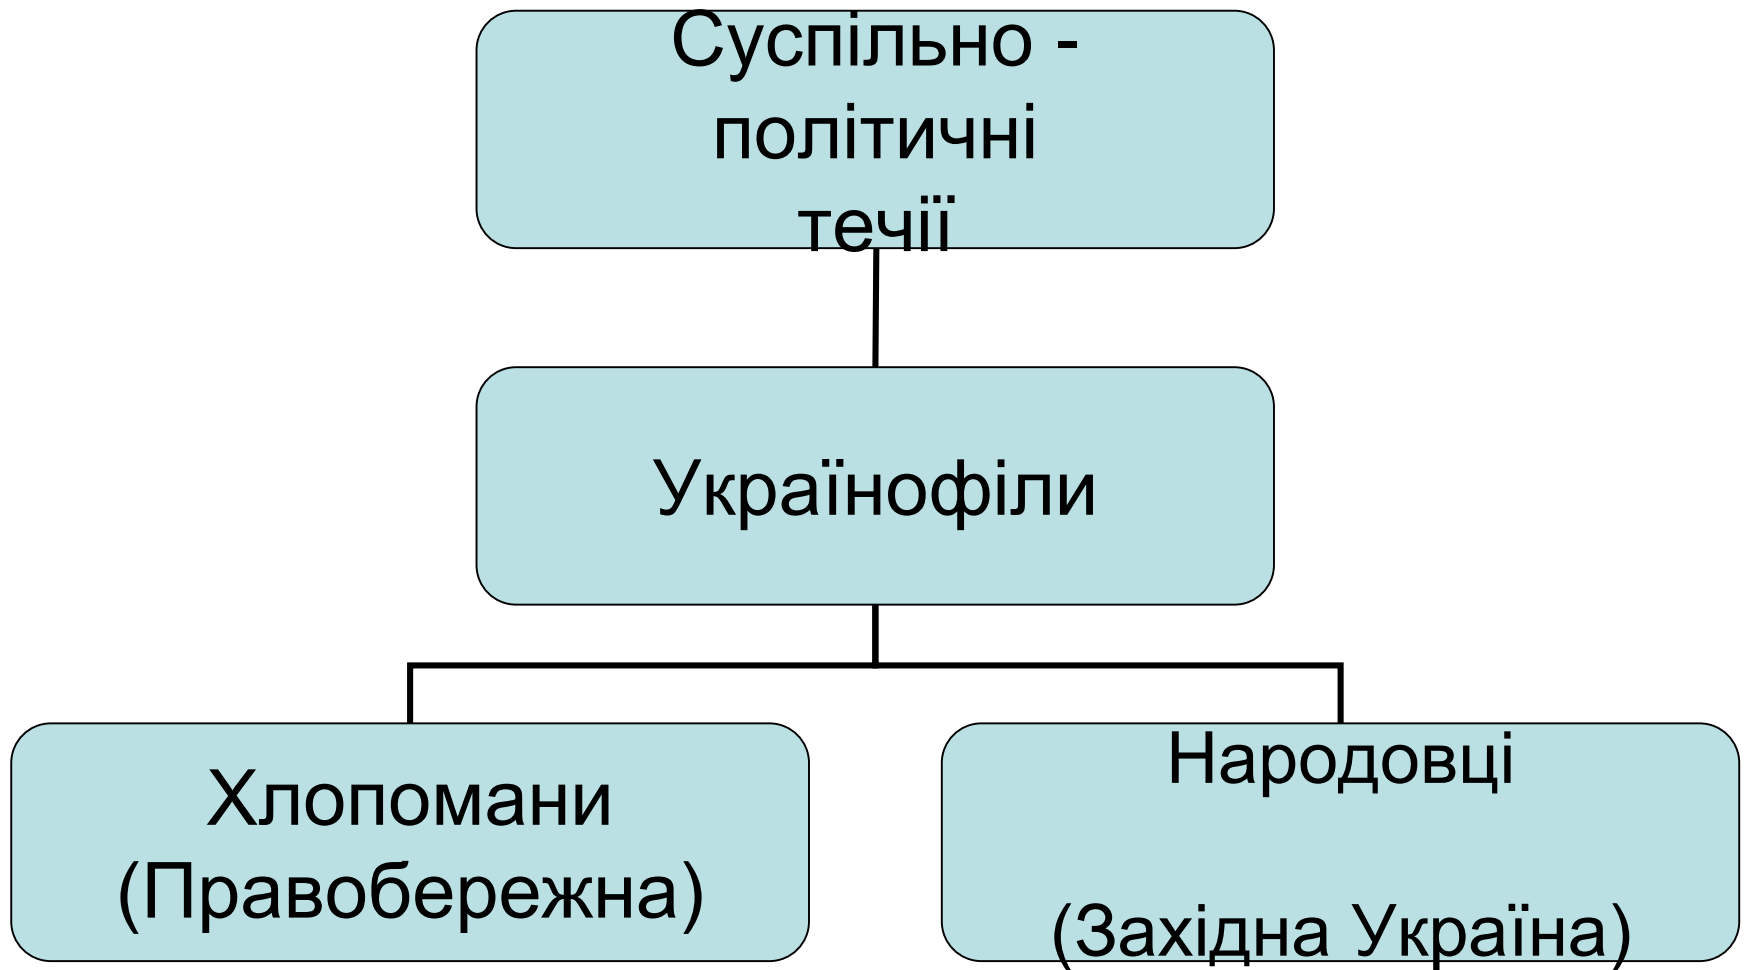 Суспільно -
політичні
течії
Українофіли
Хлопомани
(Правобережна)
Народовці
(Західна Україна)